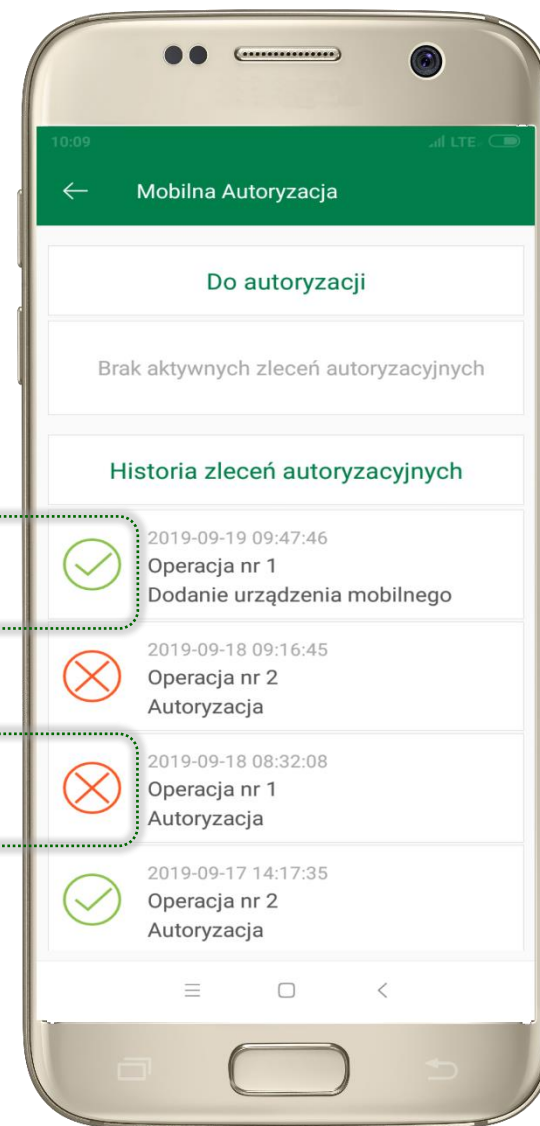 10:09
LTE
Mobilna Autoryzacja
Do autoryzacji
Brak aktywnych zleceń autoryzacyjnych
Historia zleceń autoryzacyjnych
2019-09-19 09:47:46
Operacja nr 1
Dodanie urządzenia mobilnego
2019-09-18 09:16:45
Operacja nr 2
Autoryzacja
2019-09-18 08:32:08
Operacja nr 1
Autoryzacja
2019-09-17 14:17:35
Operacja nr 2
Autoryzacja